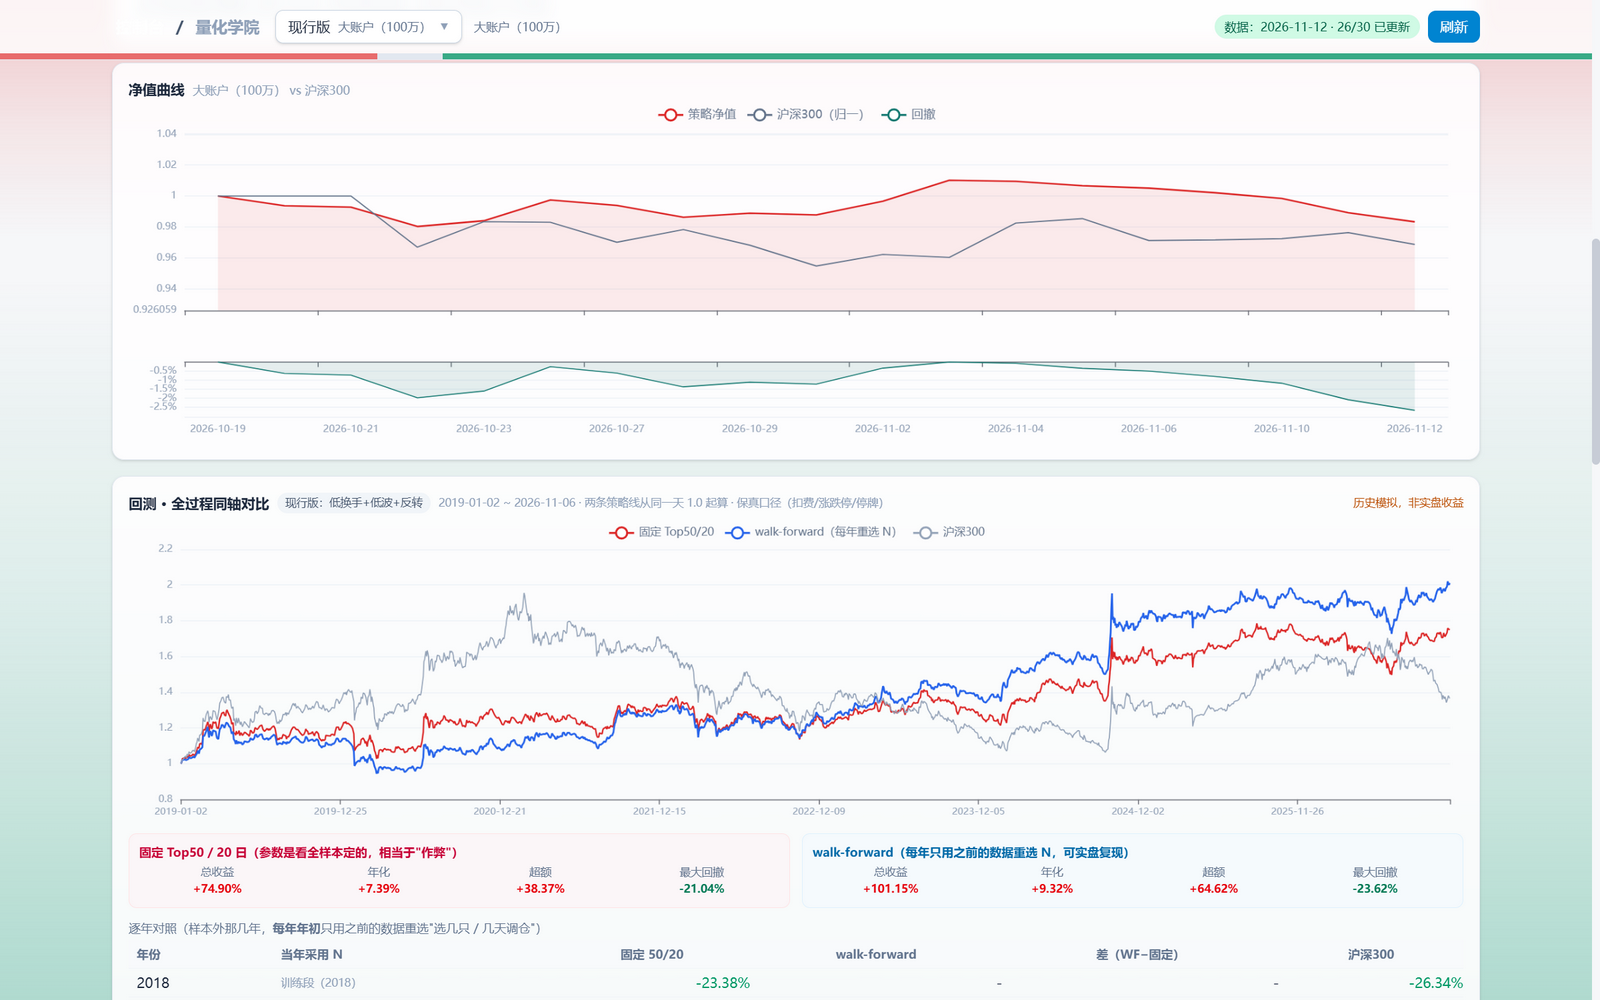 / 量化学院 现行版 大账户（100万） ▼ 大账户（100万） 数据：2026-11-12 · 26/30 已更新 刷新
净值曲线 大账户（100万） vs 沪深300
策略净值 沪深300（归一） 回撤
1.04
1.02
1
0.98
0.96
0.94
0.926059
-0.5%
-1%
-1.5%
-2%
-2.5%
2026-10-19 2026-10-21 2026-10-23 2026-10-27 2026-10-29 2026-11-02 2026-11-04 2026-11-06 2026-11-10 2026-11-12
回测 · 全过程同轴对比 现行版：低换手+低波+反转 2019-01-02 ~ 2026-11-06 · 两条策略线从同一天 1.0 起算 · 保真口径（扣费/涨跌停/停牌） 历史模拟，非实盘收益
固定 Top50/20 walk-forward（每年重选 N） 沪深300
2.2
2
1.8
1.6
1.4
1.2
1
0.8
2019-01-02 2019-12-25 2020-12-21 2021-12-15 2022-12-09 2023-12-05 2024-12-02 2025-11-26
固定 Top50 / 20 日（参数是看全样本定的，相当于"作弊"）
总收益 年化 超额 最大回撤
+74.90% +7.39% +38.37% -21.04%
walk-forward（每年只用之前的数据重选 N，可实盘复现）
总收益 年化 超额 最大回撤
+101.15% +9.32% +64.62% -23.62%
逐年对照（样本外那几年，每年年初只用之前的数据重选"选几只 / 几天调仓"）
年份 当年采用 N 固定 50/20 walk-forward 差（WF−固定） 沪深300
2018 训练段（2018） -23.38% - - -26.34%